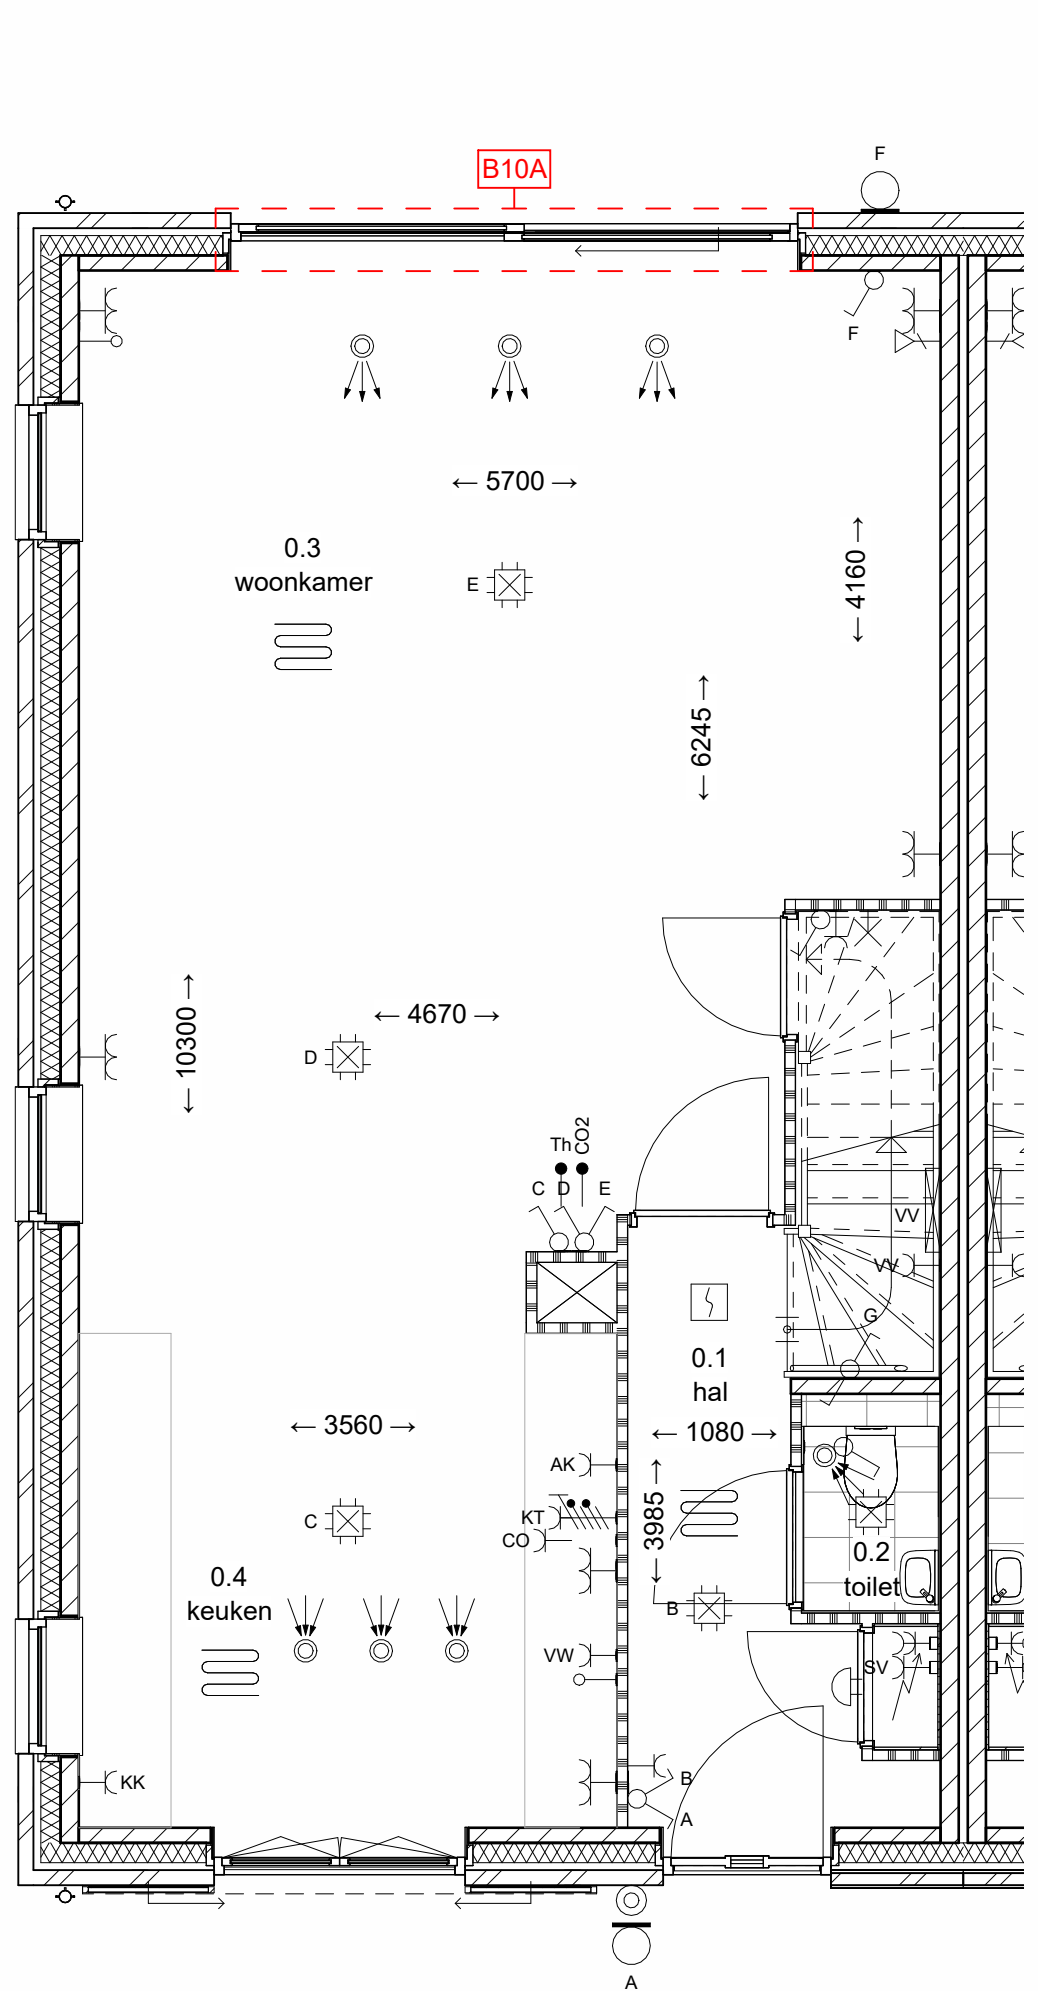 F
B10A
F
← 5700 →
0.3
woonkamer
← 4160 →
E
← 6245 →
← 10300 →
← 4670 →
D
Th
CO2
C
D
E
VV
VV
G
0.1
hal
← 3560 →
← 1080 →
AK
← 3985 →
KT
C
CO
0.2
toilet
0.4
keuken
B
VW
SV
KK
B
A
A